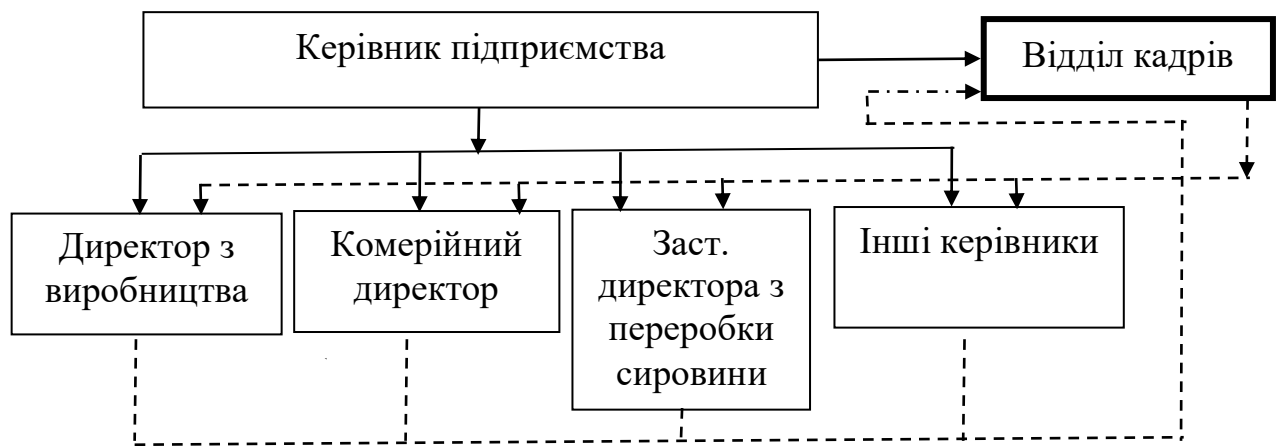 Керівник підприємства
Відділ кадрів
Директор з
виробництва
Комерійний
директор
Заст.
директора з
переробки
сировини
Інші керівники